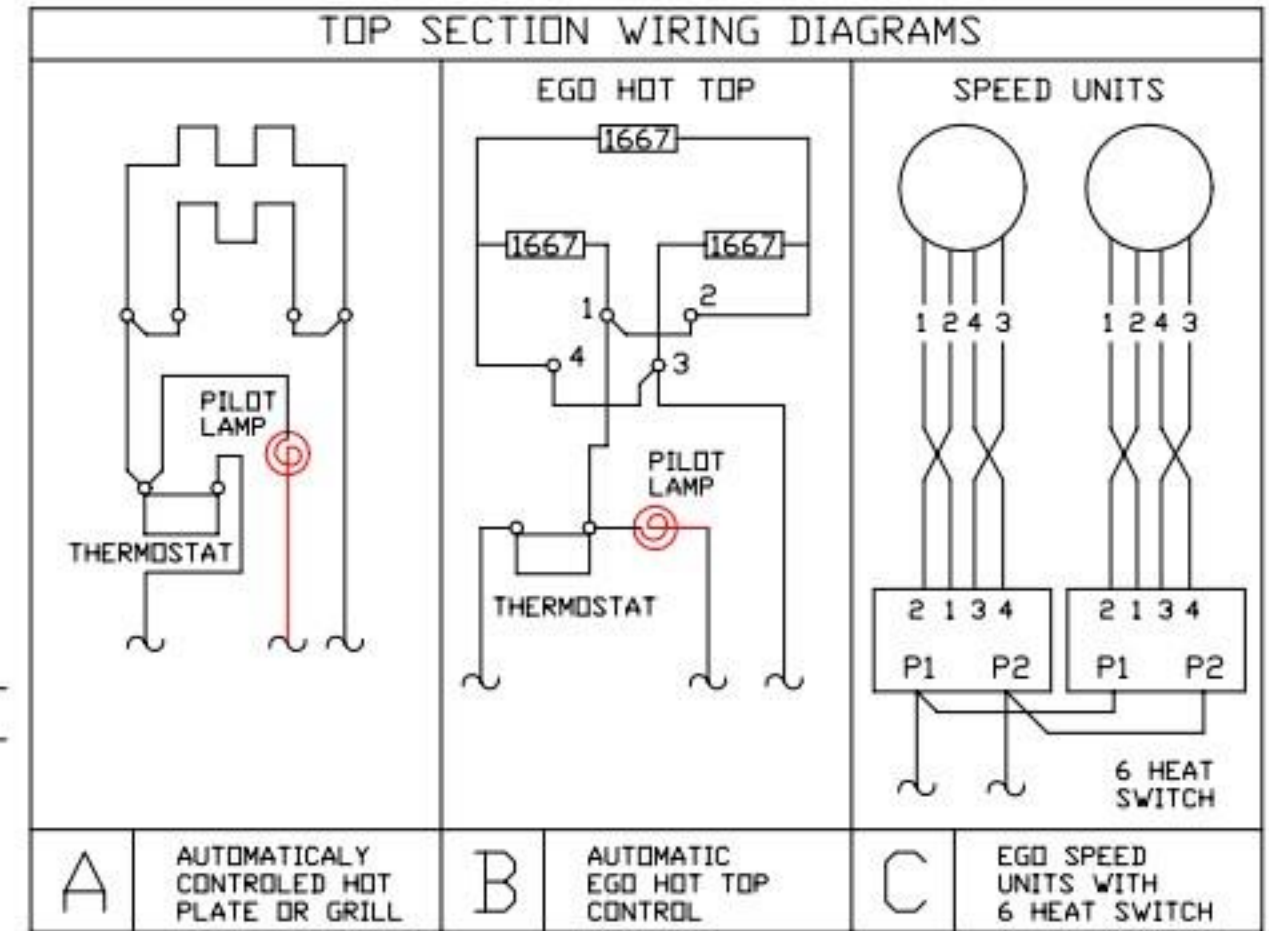 TOP SECTION WIRING DIAGRAMS
PILOT
LAMP
THERMOSTAT
A
AUTOMATICALY
CONTROLED HOT
PLATE OR GRILL
EGO HOT TOP
1667
1667
1667
1
2
4
3
PILOT
LAMP
THERMOSTAT
B
AUTOMATIC
EGO HOT TOP
CONTROL
SPEED UNITS
1 2 4 3
1 2 4 3
2 1 3 4
2 1 3 4
P1 P2
P1 P2
6 HEAT
SWITCH
C
EGO SPEED
UNITS WITH
6 HEAT SWITCH